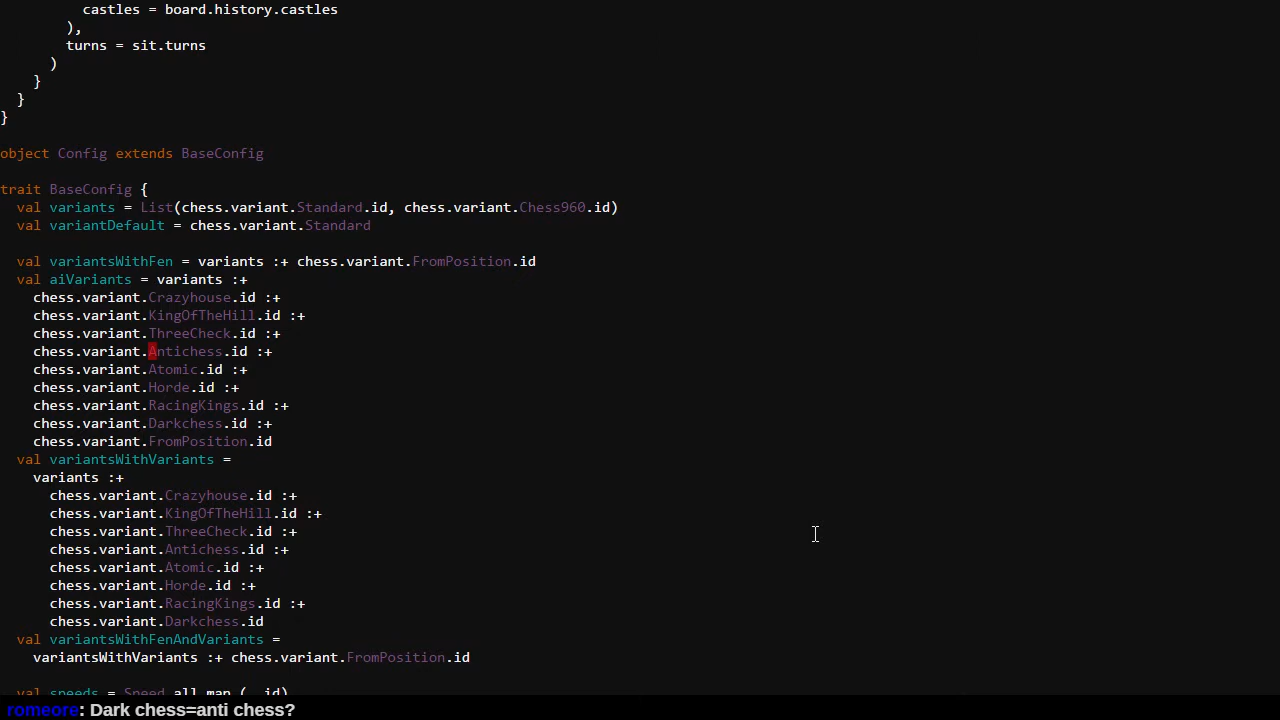 castles = board.history.castles
),
turns = sit.turns
)
}
}
}
object Config extends BaseConfig
trait BaseConfig {
val variants = List(chess.variant.Standard.id, chess.variant.Chess960.id)
val variantDefault = chess.variant.Standard
val variantsWithFen = variants :+ chess.variant.FromPosition.id
val aiVariants = variants :+
chess.variant.Crazyhouse.id :+
chess.variant.KingOfTheHill.id :+
chess.variant.ThreeCheck.id :+
chess.variant.Antichess.id :+
chess.variant.Atomic.id :+
chess.variant.Horde.id :+
chess.variant.RacingKings.id :+
chess.variant.Darkchess.id :+
chess.variant.FromPosition.id
val variantsWithVariants =
variants :+
chess.variant.Crazyhouse.id :+
chess.variant.KingOfTheHill.id :+
chess.variant.ThreeCheck.id :+
chess.variant.Antichess.id :+
chess.variant.Atomic.id :+
chess.variant.Horde.id :+
chess.variant.RacingKings.id :+
chess.variant.Darkchess.id
val variantsWithFenAndVariants =
variantsWithVariants :+ chess.variant.FromPosition.id
val speeds = Speed.all map (_.id)
romeore: Dark chess=anti chess?